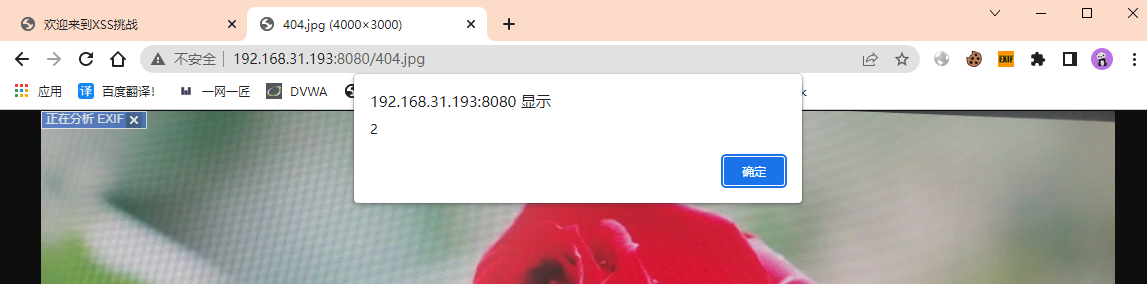 欢迎来到XSS挑战
404.jpg (4000×3000)
不安全 | 192.168.31.193:8080/404.jpg
EXIF
应用 译 百度翻译！ 一网一匠 DVWA
192.168.31.193:8080 显示
2
确定
正在分析 EXIF